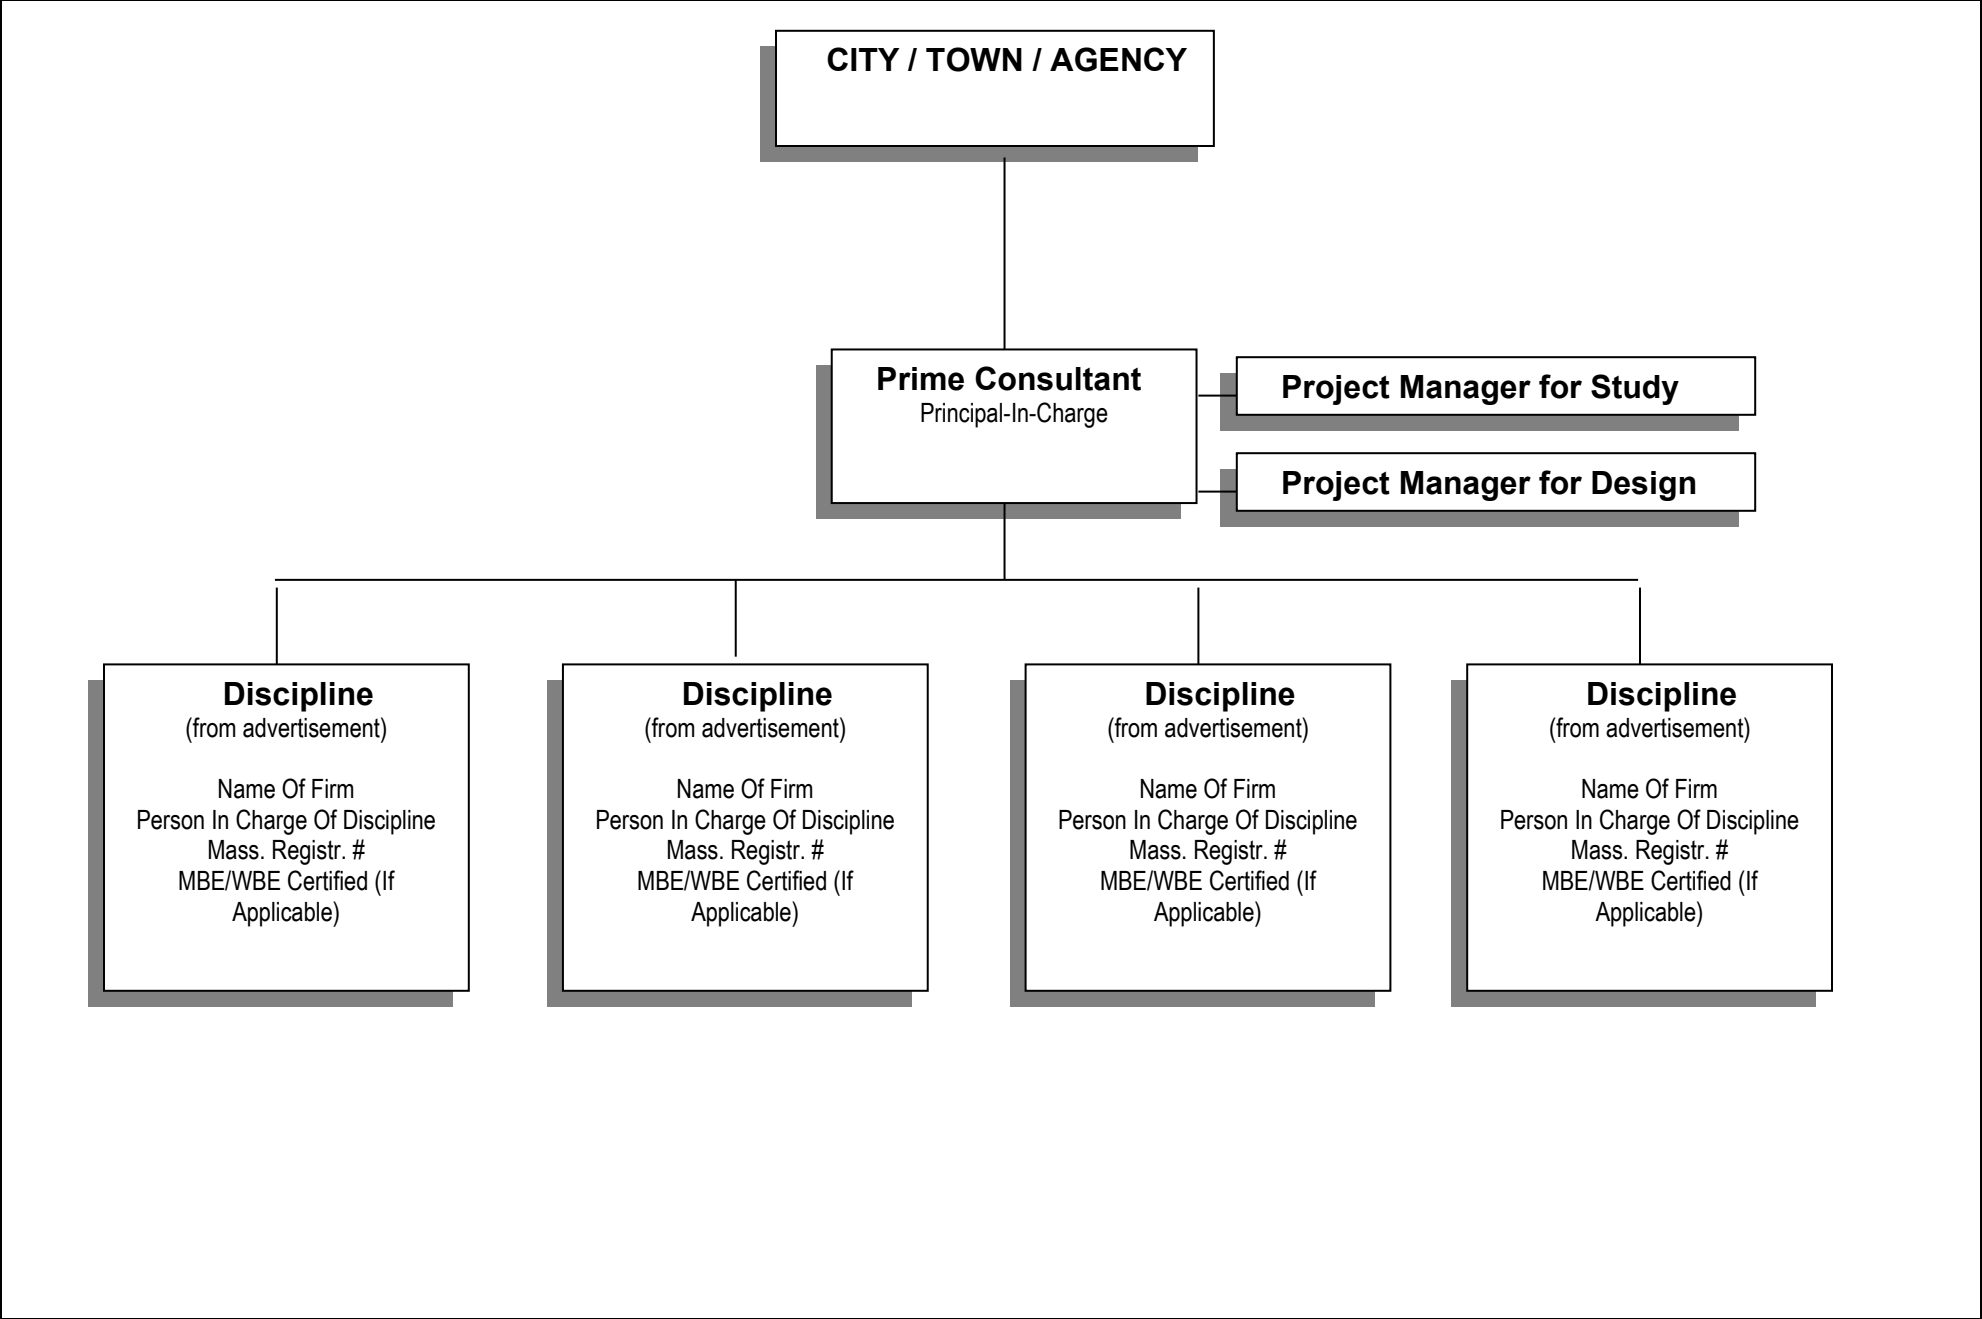 CITY / TOWN / AGENCY
Prime Consultant
Principal-In-Charge
Project Manager for Study
Project Manager for Design
Discipline
(from advertisement)
Name Of Firm
Person In Charge Of Discipline
Mass. Registr. #
MBE/WBE Certified (If
Applicable)
Discipline
(from advertisement)
Name Of Firm
Person In Charge Of Discipline
Mass. Registr. #
MBE/WBE Certified (If
Applicable)
Discipline
(from advertisement)
Name Of Firm
Person In Charge Of Discipline
Mass. Registr. #
MBE/WBE Certified (If
Applicable)
Discipline
(from advertisement)
Name Of Firm
Person In Charge Of Discipline
Mass. Registr. #
MBE/WBE Certified (If
Applicable)